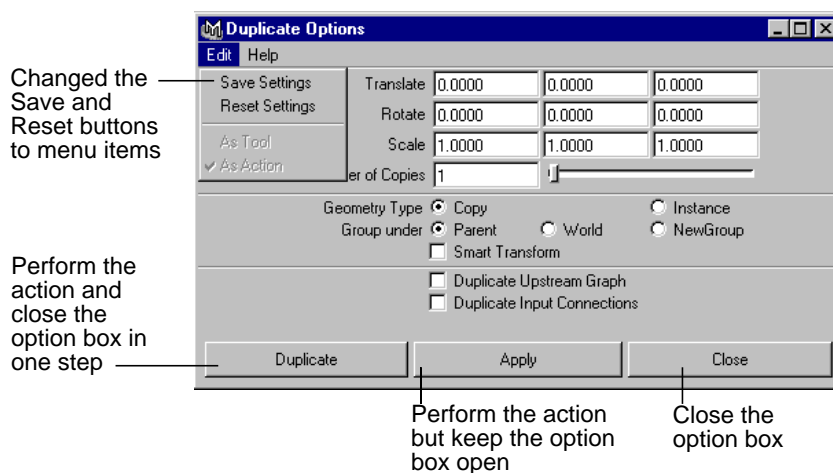 Duplicate Options
Edit Help
Changed the
Save and
Reset buttons
to menu items
Save Settings
Reset Settings
As Tool
As Action
Translate 0.0000 0.0000 0.0000
Rotate 0.0000 0.0000 0.0000
Scale 1.0000 1.0000 1.0000
er of Copies 1
Geometry Type Copy Instance
Group under Parent World NewGroup
Smart Transform
Duplicate Upstream Graph
Duplicate Input Connections
Perform the
action and
close the
option box in
one step
Duplicate Apply Close
Perform the action
but keep the option
box open
Close the
option box